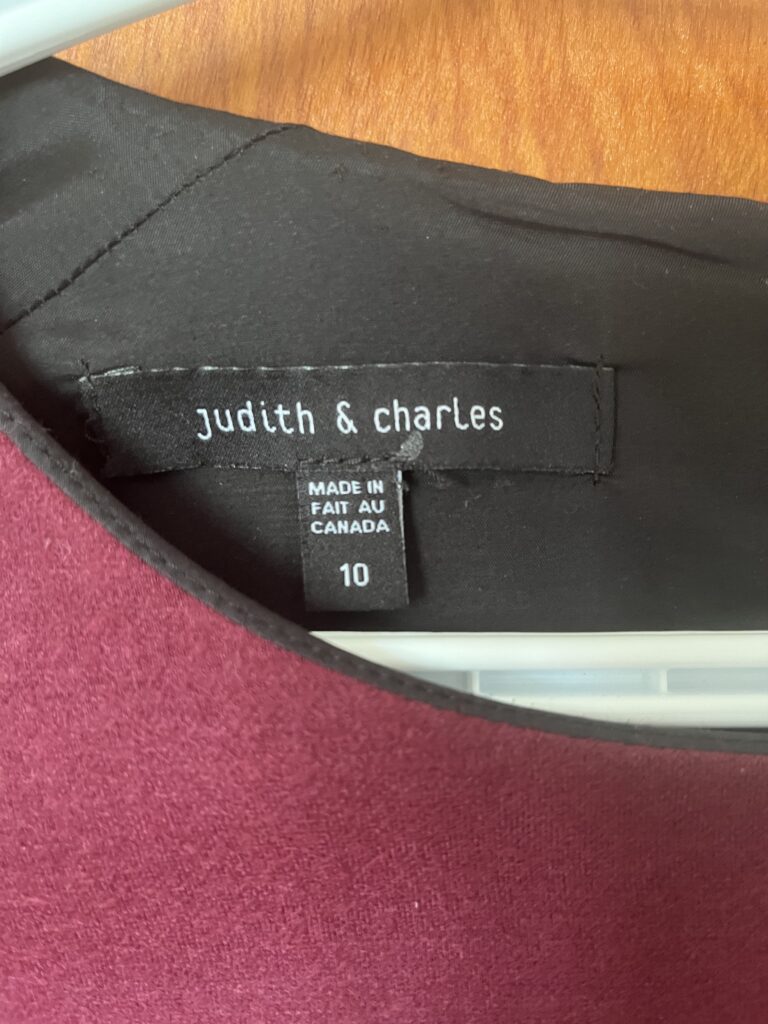 judith & charles
MADE IN
FAIT AU
CANADA
10